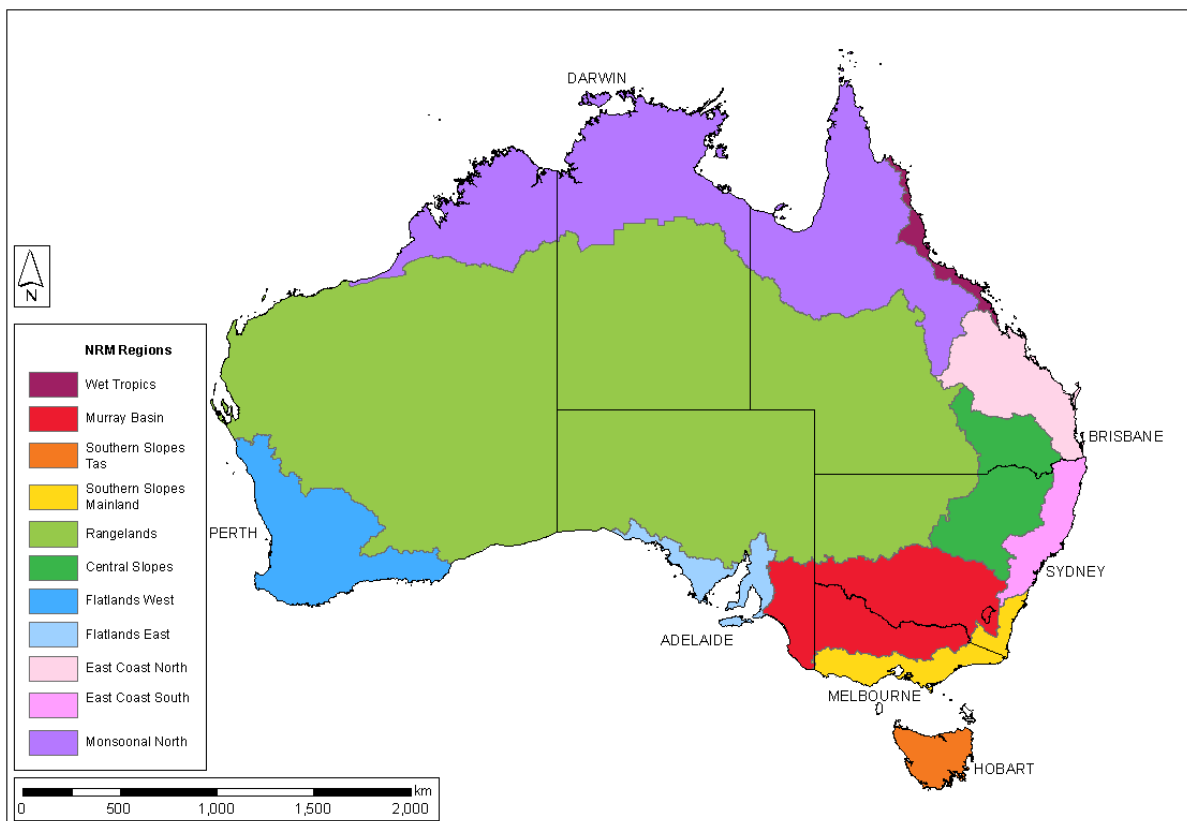 DARWIN
N
NRM Regions
Wet Tropics
Murray Basin
Southern Slopes
Tas
Southern Slopes
Mainland
Rangelands
Central Slopes
Flatlands West
Flatlands East
East Coast North
East Coast South
Monsoonal North
BRISBANE
PERTH
SYDNEY
ADELAIDE
MELBOURNE
HOBART
km
0 500 1,000 1,500 2,000